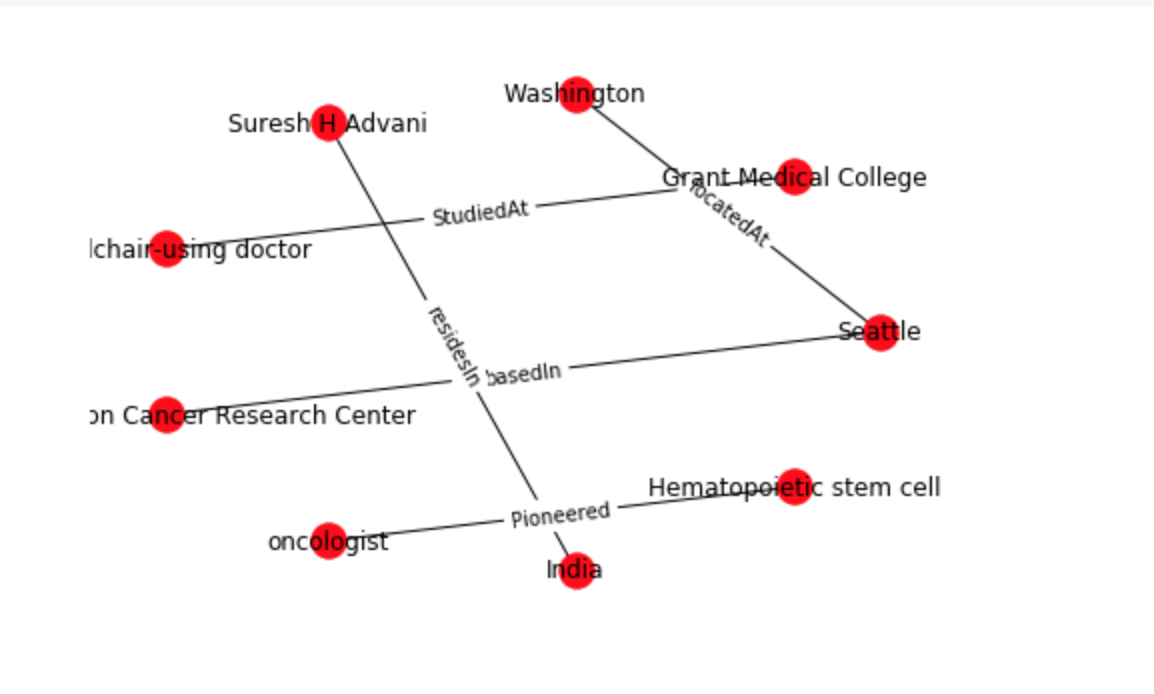 Washington
Suresh H Advani
Grant Medical College
locatedAt
StudiedAt
lchair-using doctor
Seattle
residesIn
basedIn
on Cancer Research Center
Hematopoietic stem cell
Pioneered
oncologist
India